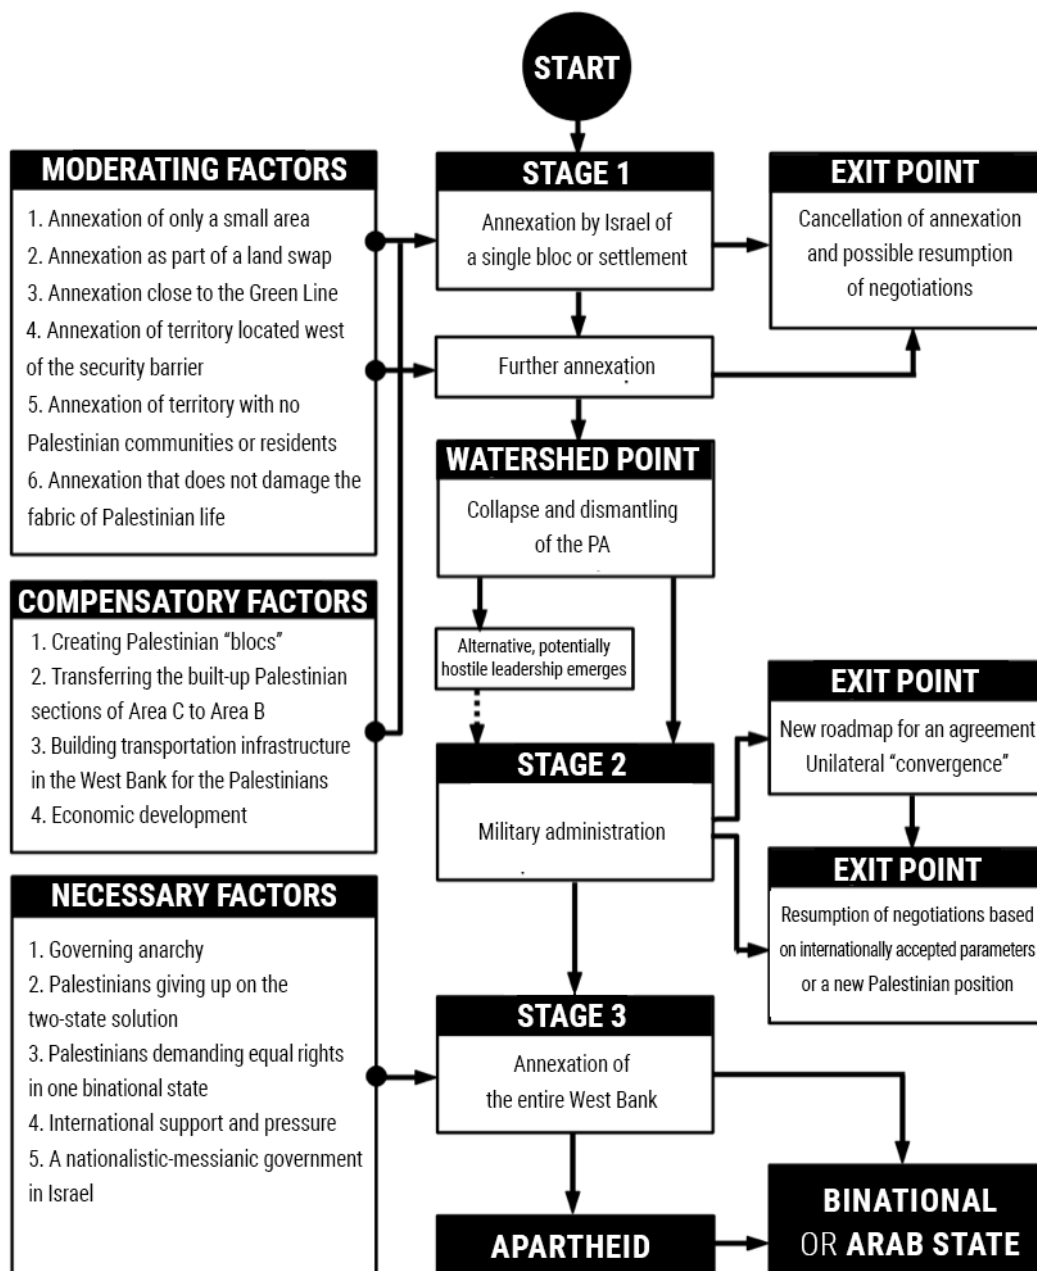 START
MODERATING FACTORS
1. Annexation of only a small area
2. Annexation as part of a land swap
3. Annexation close to the Green Line
4. Annexation of territory located west
of the security barrier
5. Annexation of territory with no
Palestinian communities or residents
6. Annexation that does not damage the
fabric of Palestinian life
STAGE 1
Annexation by Israel of
a single bloc or settlement
EXIT POINT
Cancellation of annexation
and possible resumption
of negotiations
Further annexation
WATERSHED POINT
Collapse and dismantling
of the PA
COMPENSATORY FACTORS
1. Creating Palestinian “blocs”
2. Transferring the built-up Palestinian
sections of Area C to Area B
3. Building transportation infrastructure
in the West Bank for the Palestinians
4. Economic development
Alternative, potentially
hostile leadership emerges
STAGE 2
Military administration
EXIT POINT
New roadmap for an agreement
Unilateral “convergence”
EXIT POINT
Resumption of negotiations based
on internationally accepted parameters
or a new Palestinian position
NECESSARY FACTORS
1. Governing anarchy
2. Palestinians giving up on the
two-state solution
3. Palestinians demanding equal rights
in one binational state
4. International support and pressure
5. A nationalistic-messianic government
in Israel
STAGE 3
Annexation of
the entire West Bank
APARTHEID
BINATIONAL
OR ARAB STATE